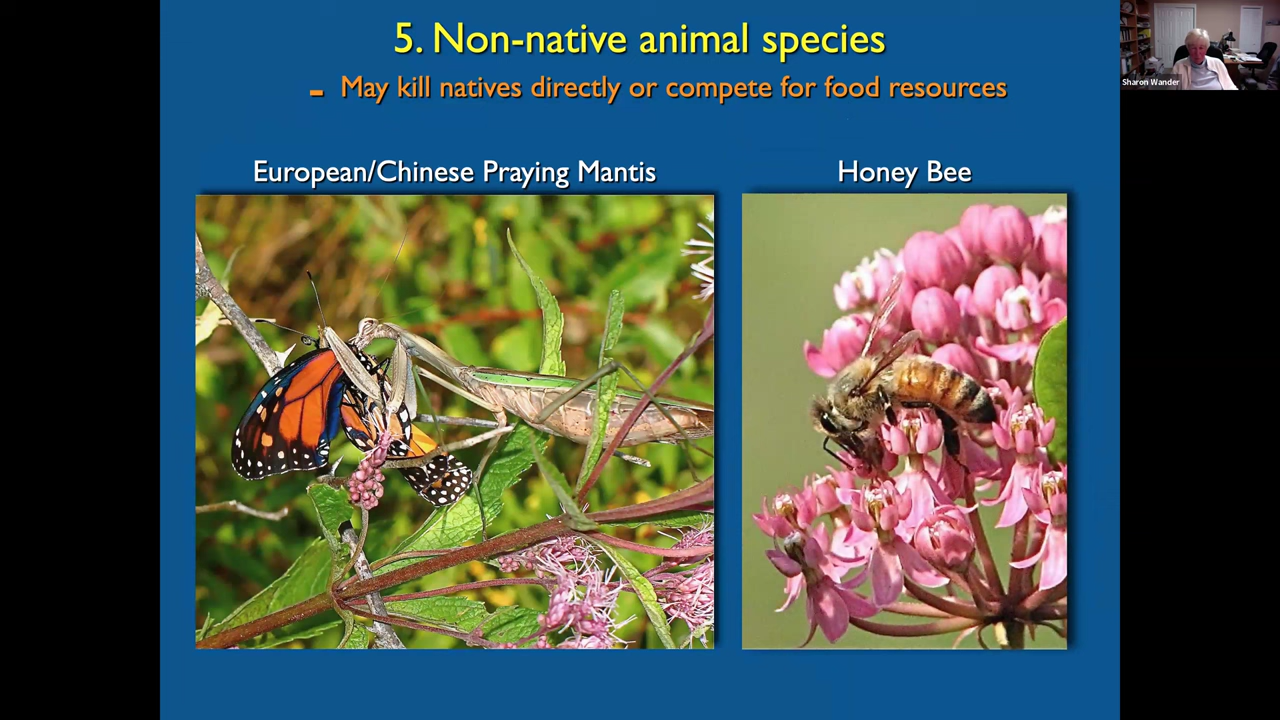 5. Non-native animal species
- May kill natives directly or compete for food resources
European/Chinese Praying Mantis
Honey Bee
Sharon Wander